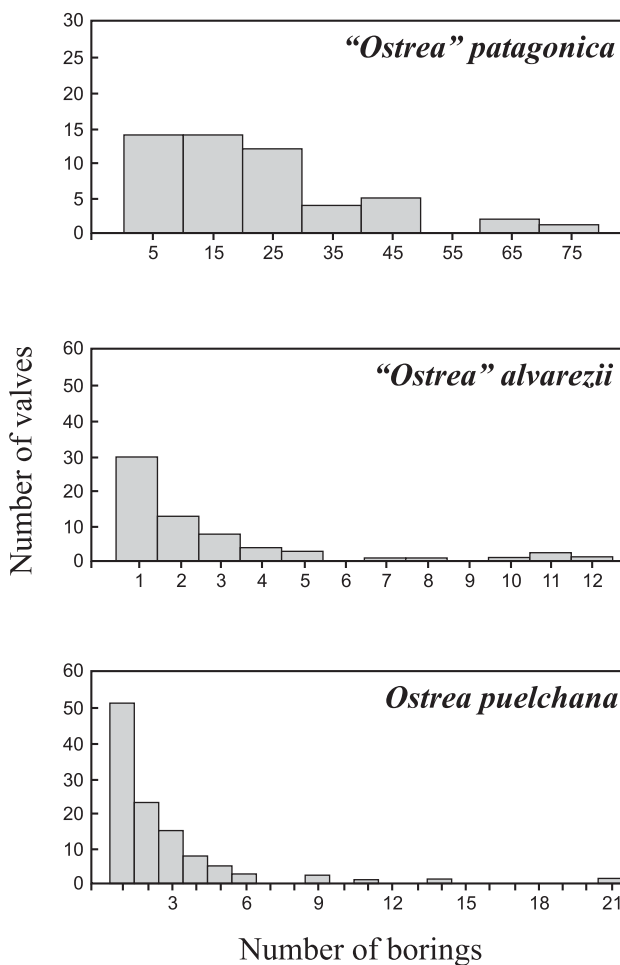 “Ostrea” patagonica
30
25
20
15
10
5
0
5 15 25 35 45 55 65 75
“Ostrea” alvarezii
60
50
40
30
20
10
0
1 2 3 4 5 6 7 8 9 10 11 12
Number of valves
Ostrea puelchana
60
50
40
30
20
10
0
3 6 9 12 15 18 21
Number of borings